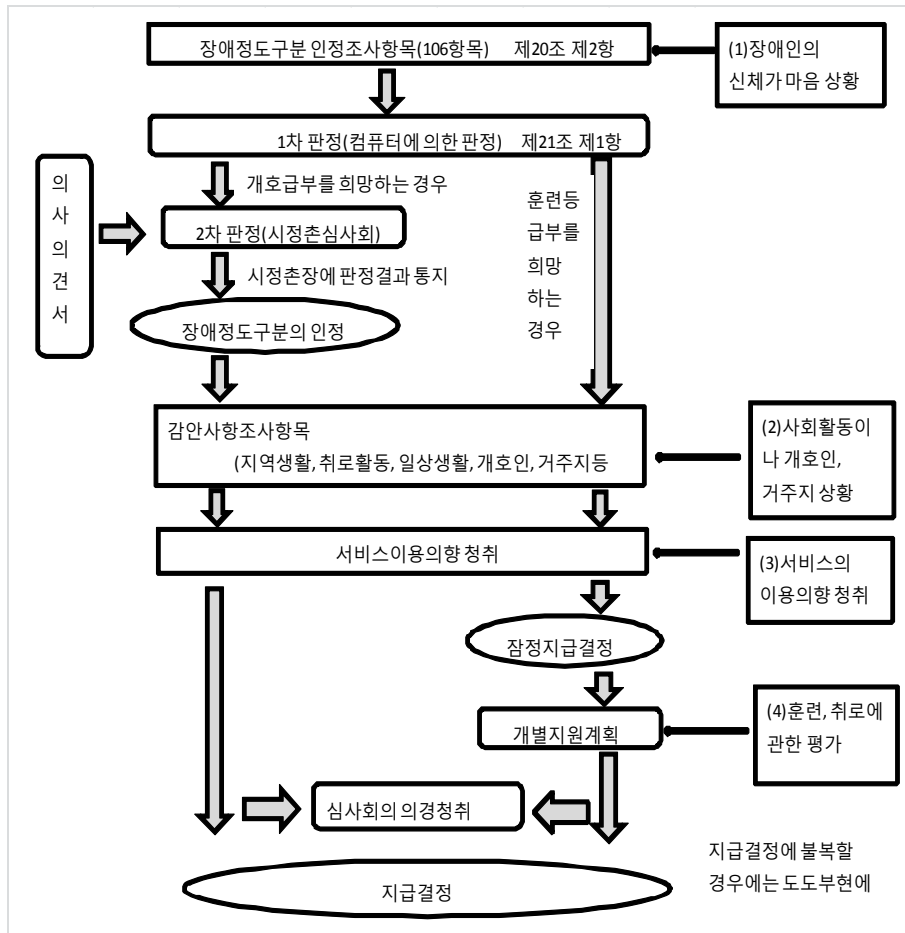 장애정도구분 인정조사항목(106항목) 제20조 제2항
(1)장애인의
신체가 마음 상황
1차 판정(컴퓨터에 의한 판정) 제21조 제1항
의
사
의
견
서
개호급부를 희망하는 경우
2차 판정(시정촌심사회)
시정촌장에 판정결과 통지
장애정도구분의 인정
훈련등
급부를
희망
하는
경우
감안사항조사항목
(지역생활, 취로활동, 일상생활, 개호인, 거주지등
(2)사회활동이
나 개호인,
거주지 상황
서비스이용의향 청취
(3)서비스의
이용의향 청취
잠정지급결정
개별지원계획
(4)훈련, 취로에
관한 평가
심사회의 의경청취
지급결정
지급결정에 불복할
경우에는 도도부현에